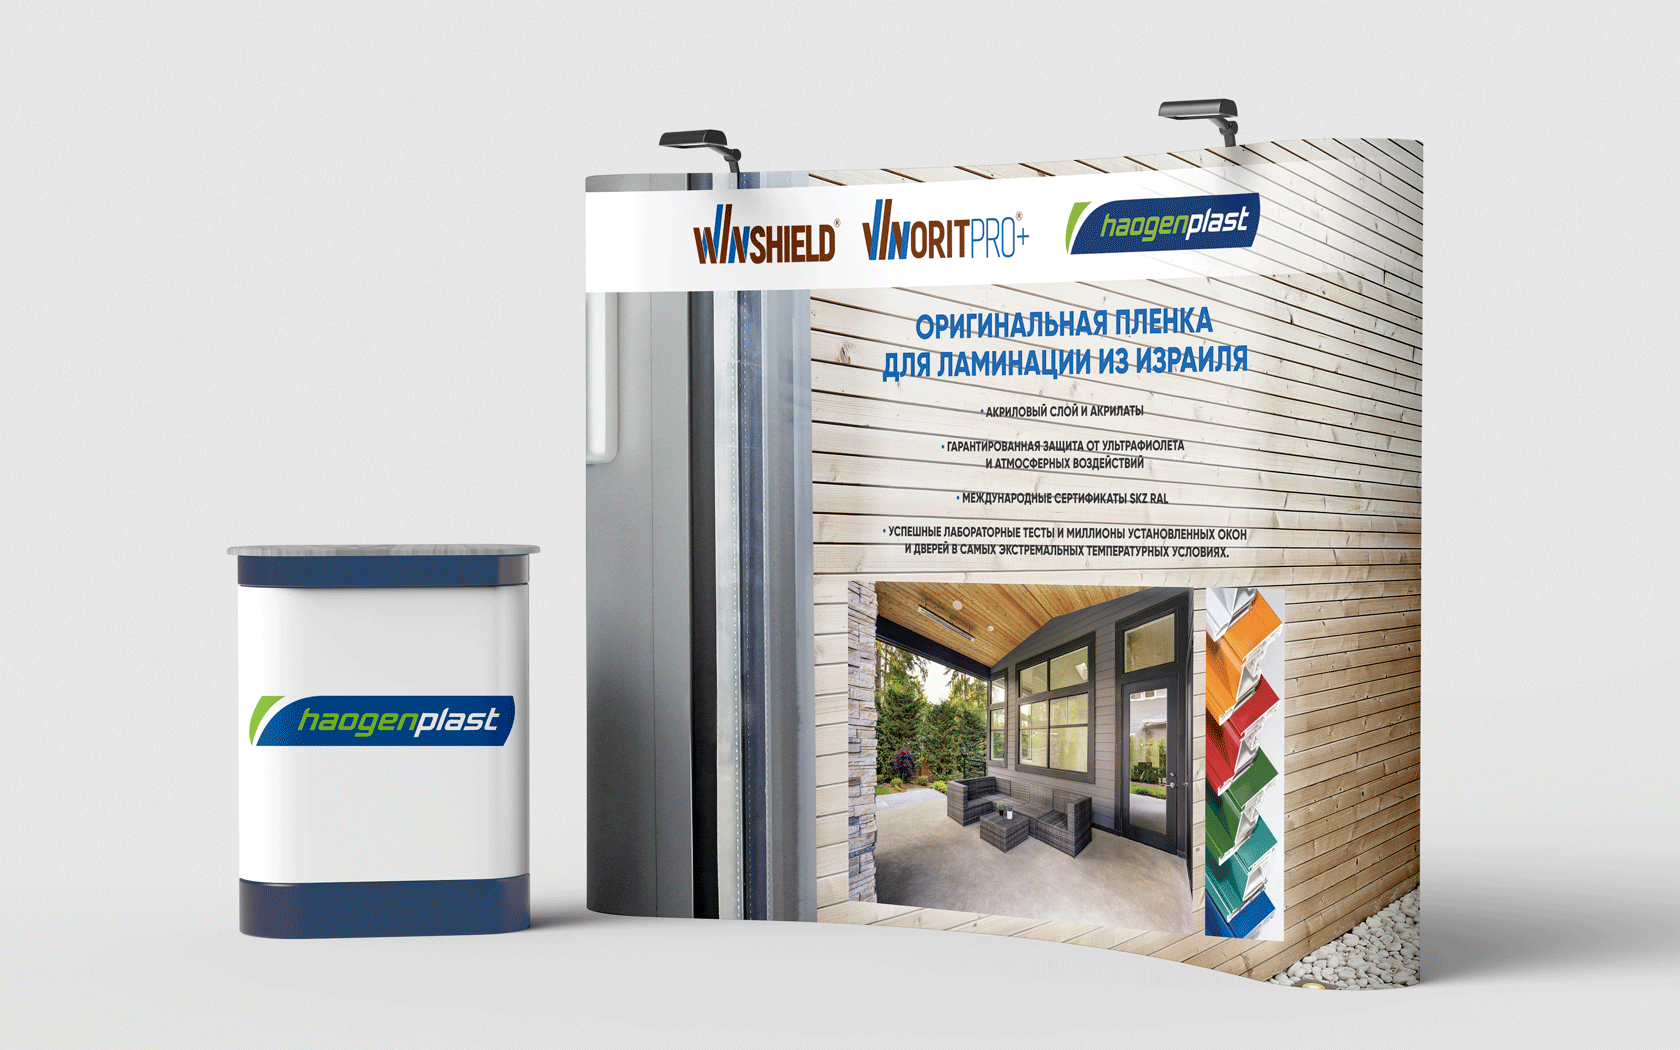 WINSHIELD®
VINORITPRO+®
haogenplast
ОРИГИНАЛЬНАЯ ПЛЕНКА
ДЛЯ ЛАМИНАЦИИ ИЗ ИЗРАИЛЯ
• АКРИЛОВЫЙ СЛОЙ И АКРИЛАТЫ
• ГАРАНТИРОВАННАЯ ЗАЩИТА ОТ УЛЬТРАФИОЛЕТА
И АТМОСФЕРНЫХ ВОЗДЕЙСТВИЙ
• МЕЖДУНАРОДНЫЕ СЕРТИФИКАТЫ SKZ RAL
• УСПЕШНЫЕ ЛАБОРАТОРНЫЕ ТЕСТЫ И МИЛЛИОНЫ УСТАНОВЛЕННЫХ ОКОН
И ДВЕРЕЙ В САМЫХ ЭКСТРЕМАЛЬНЫХ ТЕМПЕРАТУРНЫХ УСЛОВИЯХ.
haogenplast